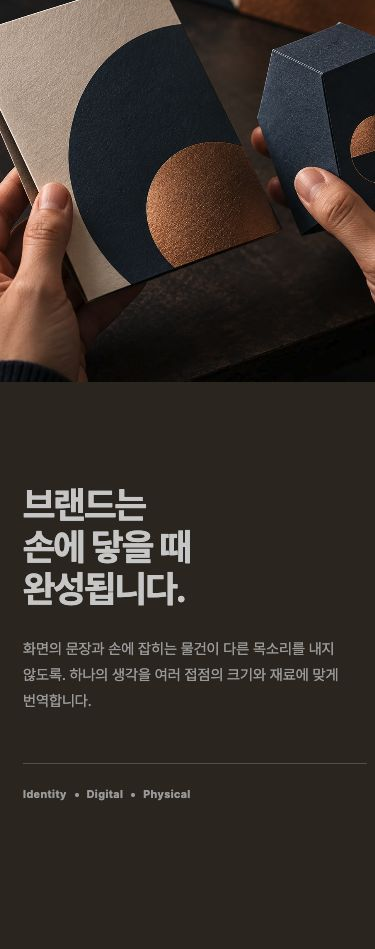 브랜드는
손에 닿을 때
완성됩니다.
화면의 문장과 손에 잡히는 물건이 다른 목소리를 내지
않도록. 하나의 생각을 여러 접점의 크기와 재료에 맞게
번역합니다.
Identity • Digital • Physical